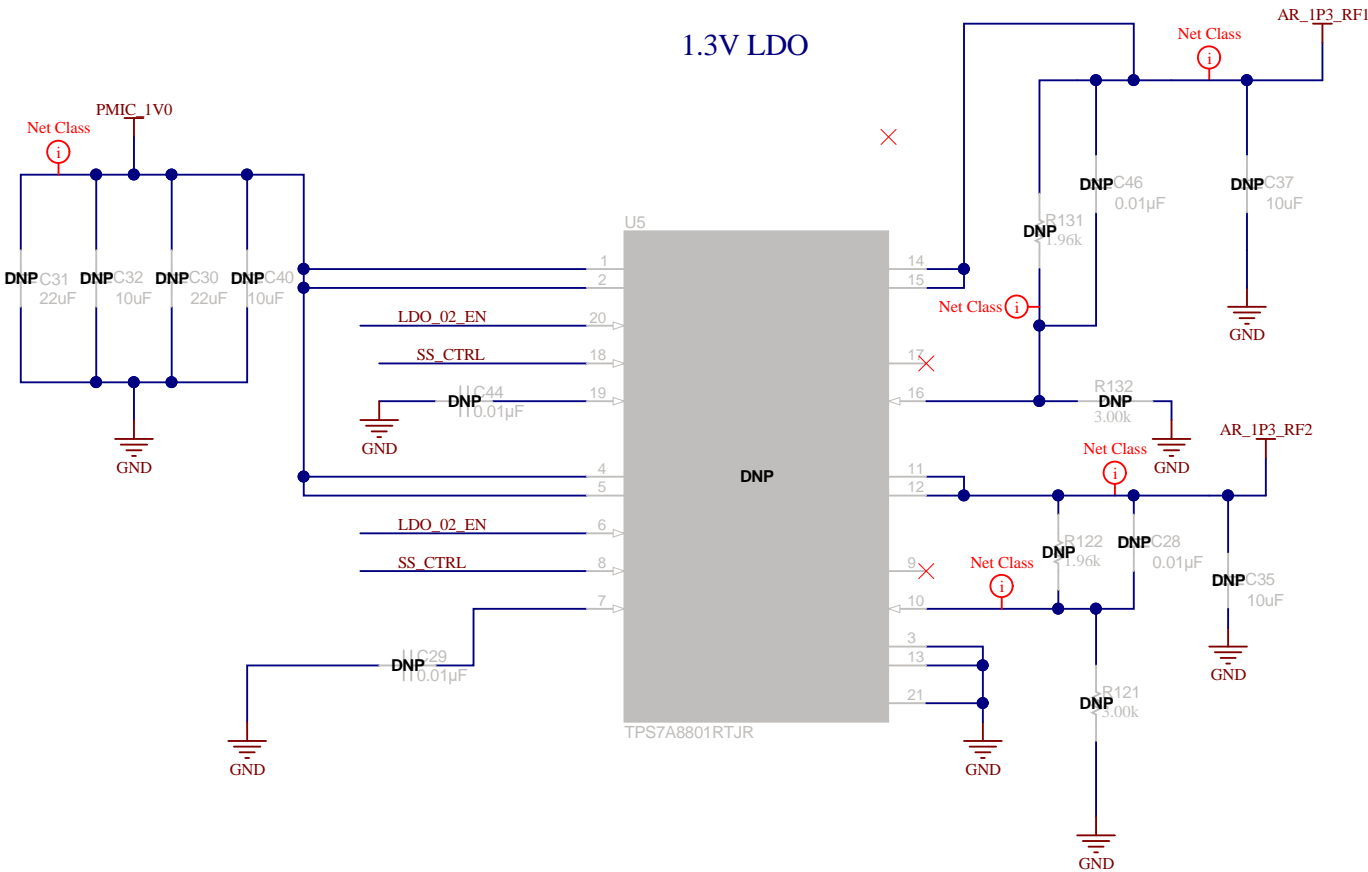 1.3V LDO
AR_1P3_RF1
Net Class
i
PMIC_1V0
Net Class
i
DNP C31
22uF
DNP C32
10uF
DNP C30
22uF
DNP C40
10uF
GND
DNP C46
0.01µF
DNP C37
10uF
R131
DNP
1.96k
Net Class i
GND
U5
1
2
LDO_02_EN
20
SS_CTRL
18
C44
DNP
0.01µF
19
GND
4
5
LDO_02_EN
6
SS_CTRL
8
7
C29
DNP
0.01µF
GND
DNP
14
15
17
16
R132
DNP
3.00k
GND
11
12
AR_1P3_RF2
Net Class
i
R122
DNP
1.96k
DNP C28
0.01µF
DNP C35
10uF
GND
9
Net Class
i
10
3
13
21
GND
R121
DNP
3.00k
GND
TPS7A8801RTJR